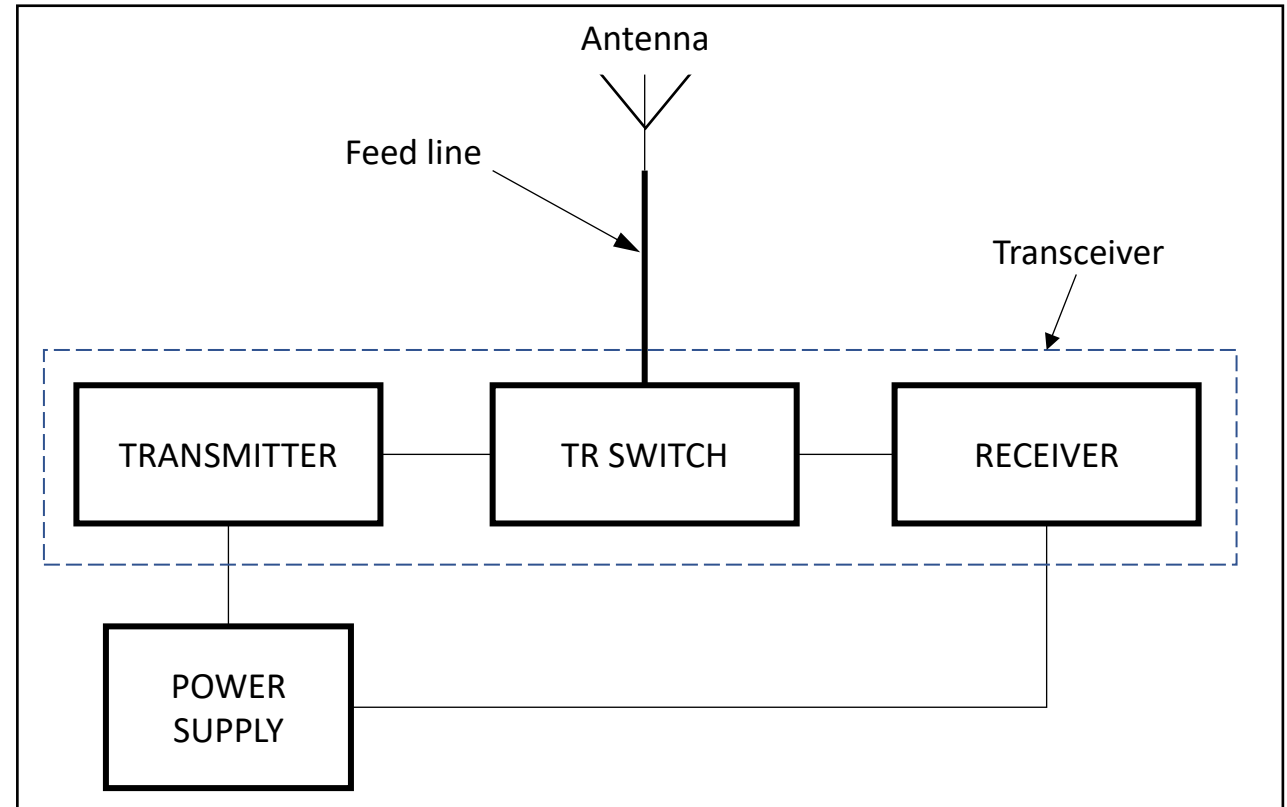 Antenna
Feed line
Transceiver
TRANSMITTER
TR SWITCH
RECEIVER
POWER
SUPPLY